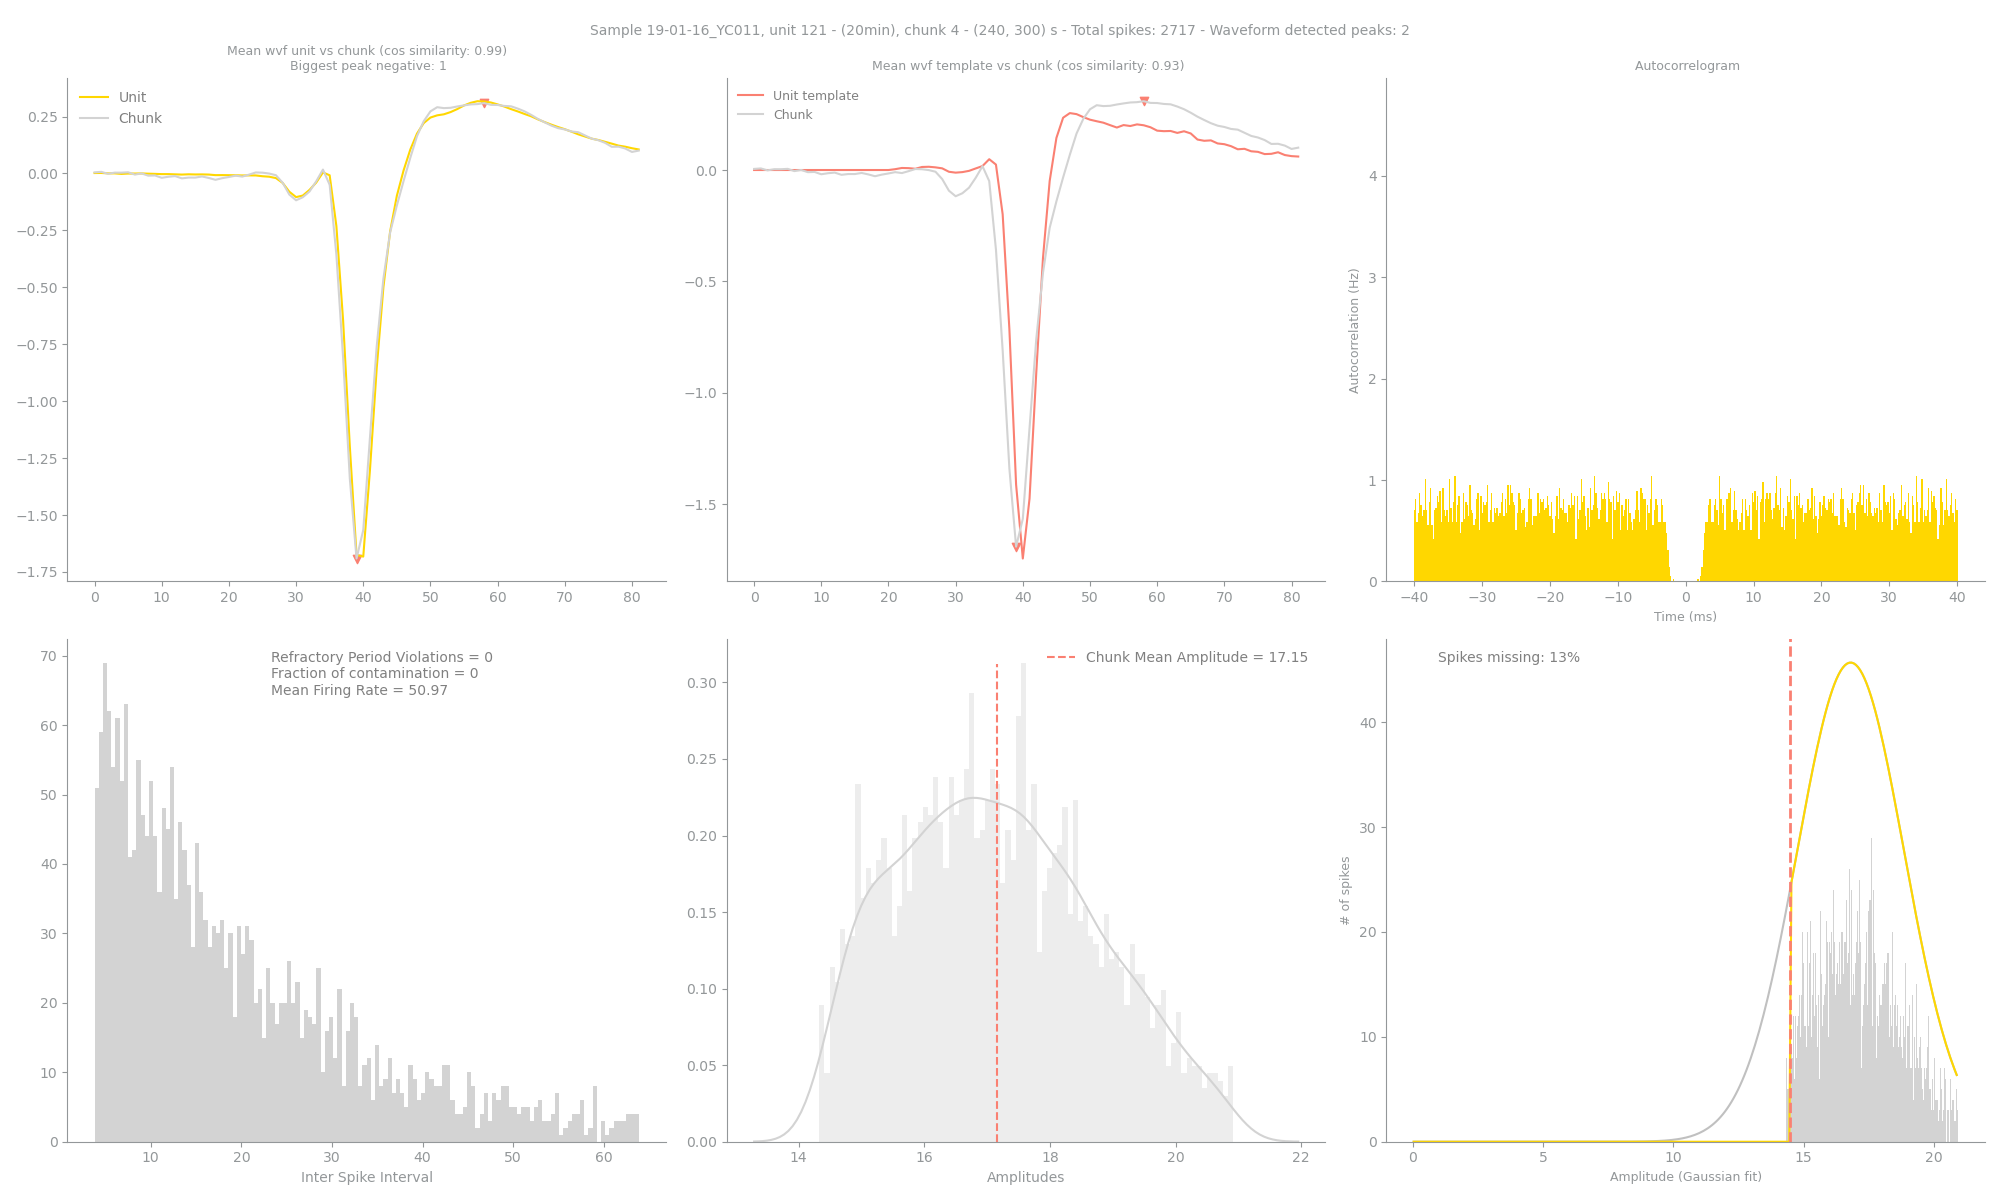 Sample 19-01-16_YC011, unit 121 - (20min), chunk 4 - (240, 300) s - Total spikes: 2717 - Waveform detected peaks: 2
Mean wvf unit vs chunk (cos similarity: 0.99)
Biggest peak negative: 1
Unit
Chunk
0.25
0.00
−0.25
−0.50
−0.75
−1.00
−1.25
−1.50
−1.75
0 10 20 30 40 50 60 70 80
Mean wvf template vs chunk (cos similarity: 0.93)
Unit template
Chunk
0.0
−0.5
−1.0
−1.5
0 10 20 30 40 50 60 70 80
Autocorrelogram
Autocorrelation (Hz)
4
3
2
1
0
−40 −30 −20 −10 0 10 20 30 40
Time (ms)
Refractory Period Violations = 0
Fraction of contamination = 0
Mean Firing Rate = 50.97
70
60
50
40
30
20
10
0
10 20 30 40 50 60
Inter Spike Interval
Chunk Mean Amplitude = 17.15
0.30
0.25
0.20
0.15
0.10
0.05
0.00
14 16 18 20 22
Amplitudes
Spikes missing: 13%
# of spikes
40
30
20
10
0
0 5 10 15 20
Amplitude (Gaussian fit)